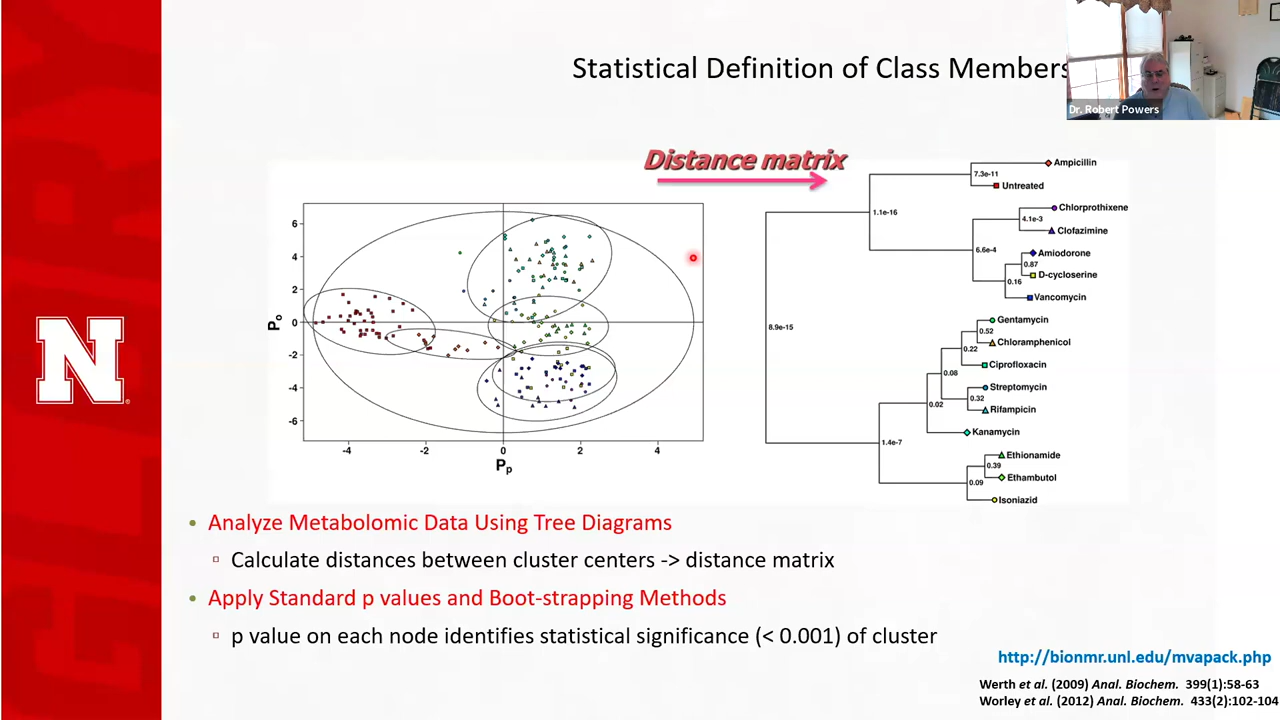 Statistical Definition of Class Members
Dr. Robert Powers
Distance matrix
6
4
2
0
-2
-4
-6
Po
-4
-2
0
2
4
Pp
Ampicillin
7.3e-11
Untreated
1.1e-16
Chlorprothixene
4.1e-3
Clofazimine
6.6e-4
Amiodorone
0.87
D-cycloserine
0.16
Vancomycin
8.9e-15
Gentamycin
0.52
Chloramphenicol
0.22
Ciprofloxacin
0.08
Streptomycin
0.32
Rifampicin
0.02
Kanamycin
1.4e-7
Ethionamide
0.39
Ethambutol
0.09
Isoniazid
• Analyze Metabolomic Data Using Tree Diagrams
Calculate distances between cluster centers -> distance matrix
• Apply Standard p values and Boot-strapping Methods
p value on each node identifies statistical significance (< 0.001) of cluster
http://bionmr.unl.edu/mvapack.php
Werth et al. (2009) Anal. Biochem. 399(1):58-63
Worley et al. (2012) Anal. Biochem. 433(2):102-104
N